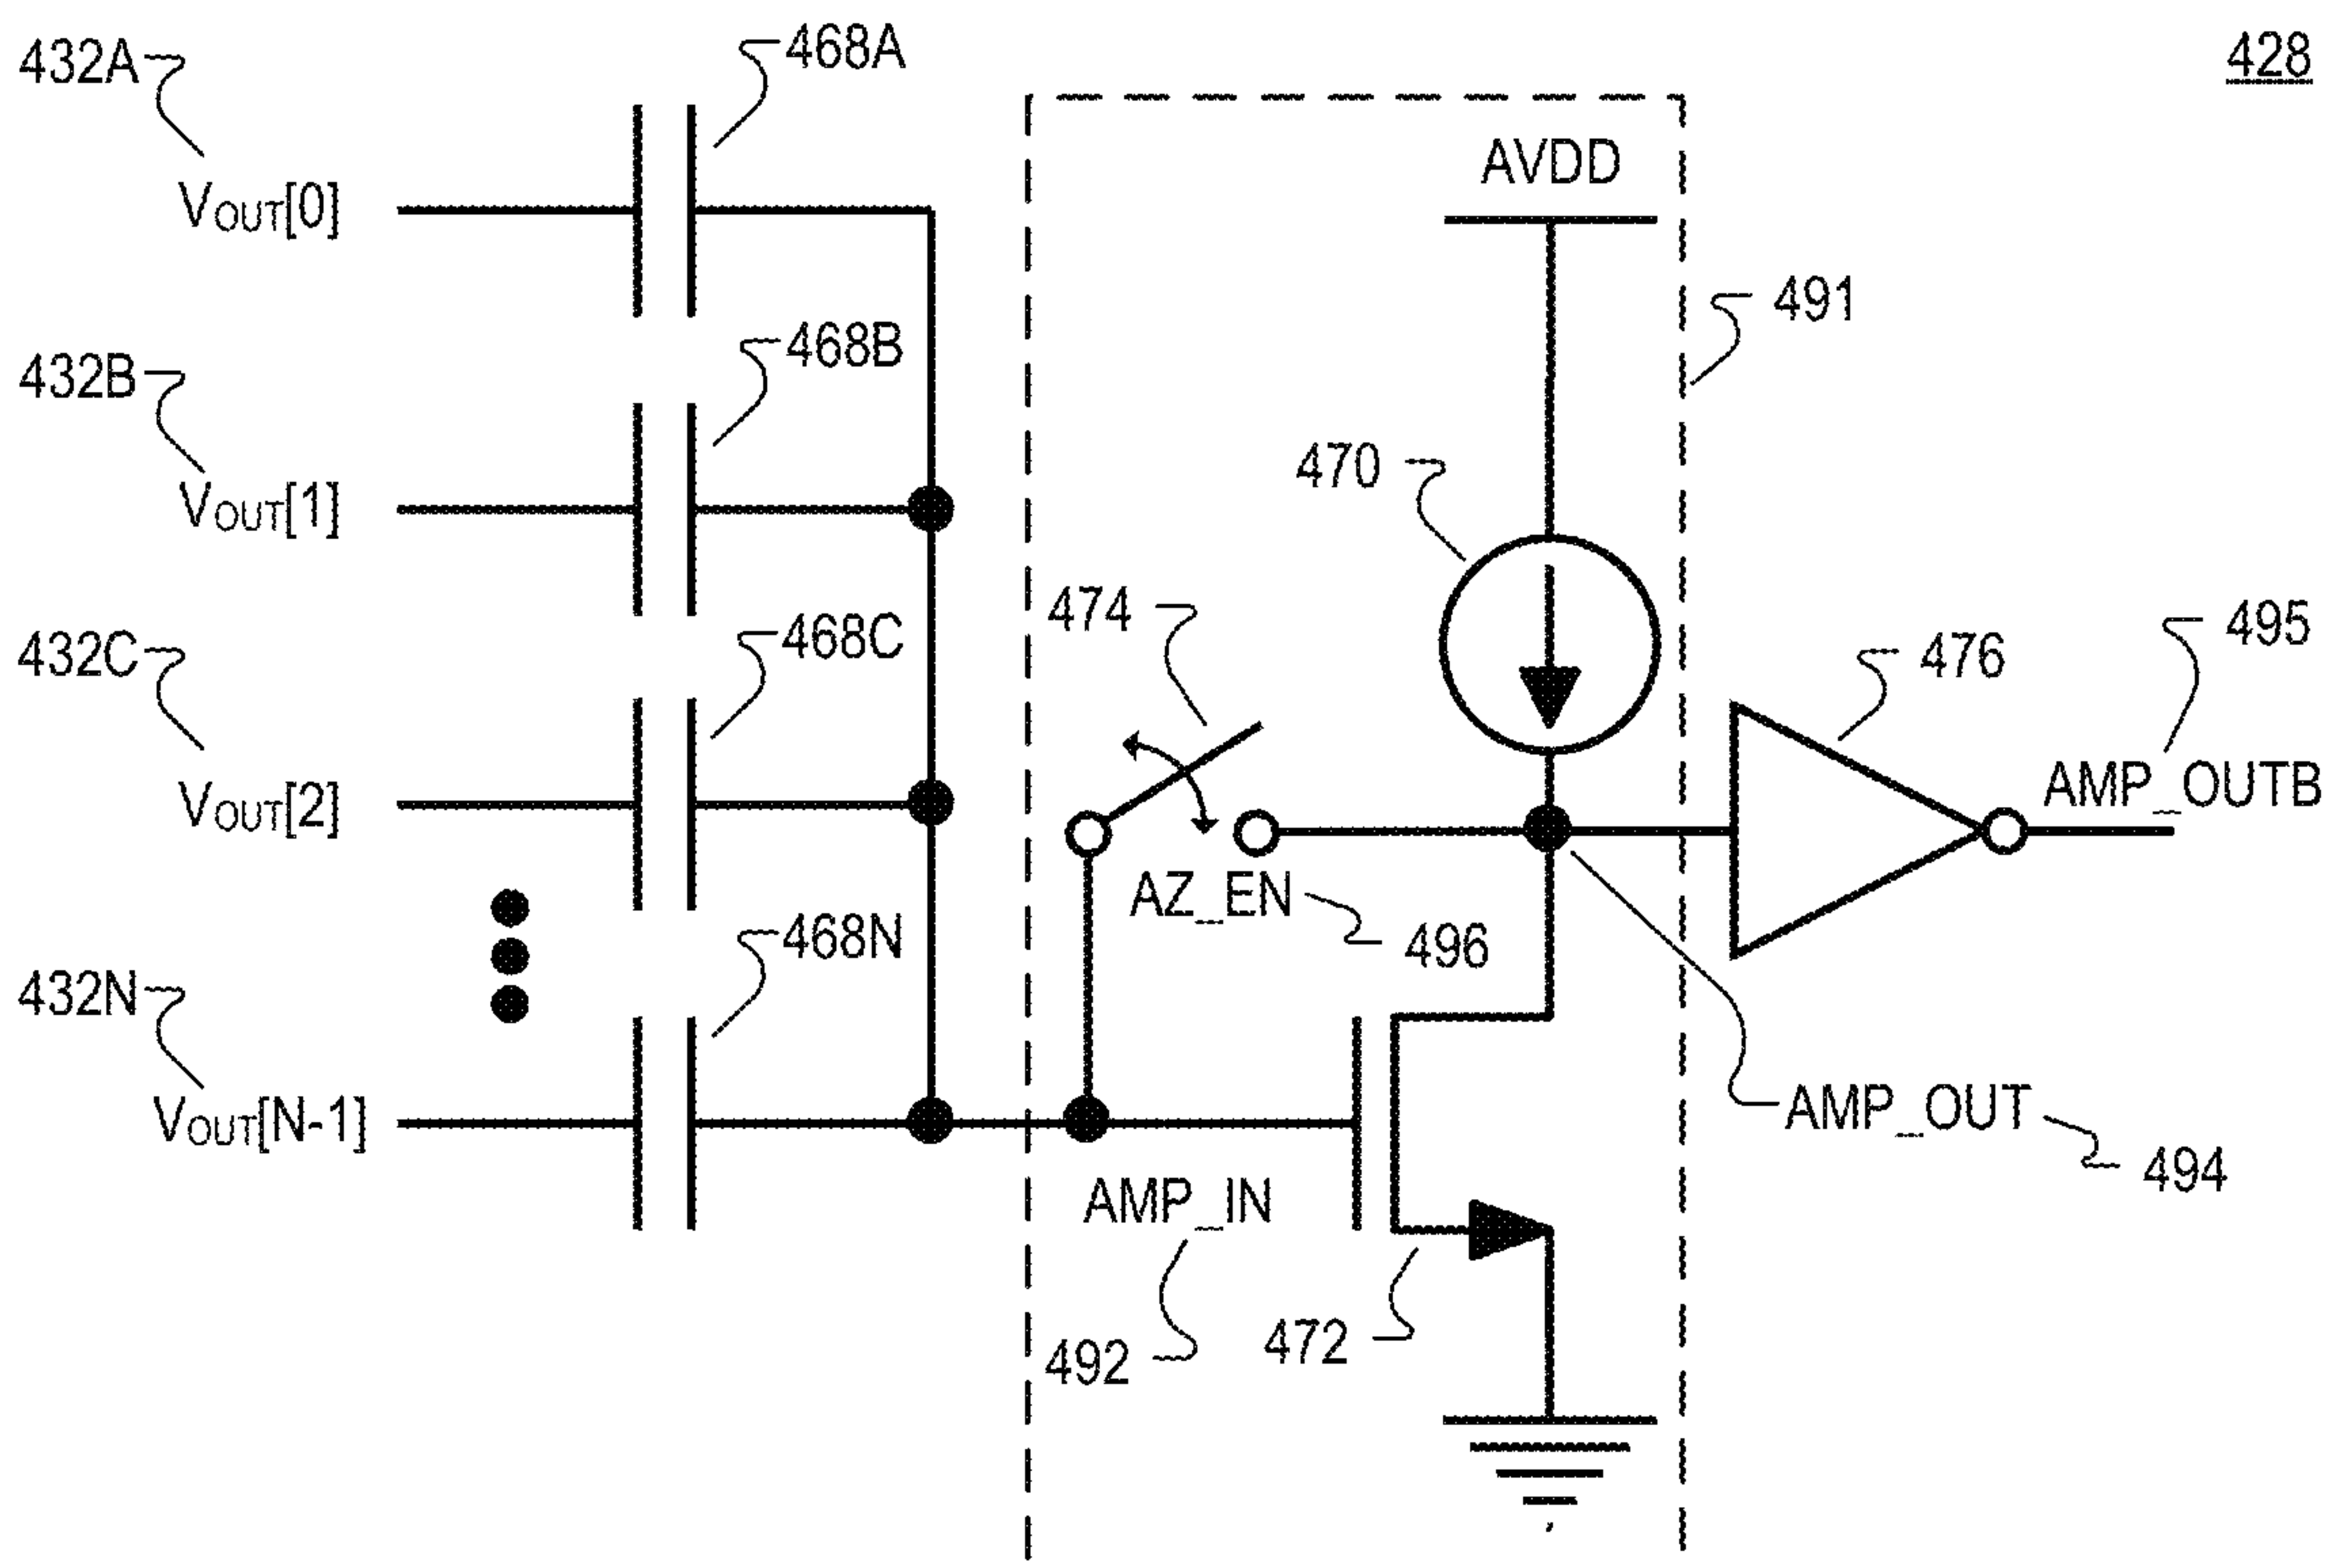 428
432A
468A
VOUT[0]
AVDD
491
432B
468B
VOUT[1]
470
432C
468C
VOUT[2]
474
476
495
AMP_OUTB
AZ_EN
496
432N
468N
VOUT[N-1]
AMP_IN
492
472
AMP_OUT
494